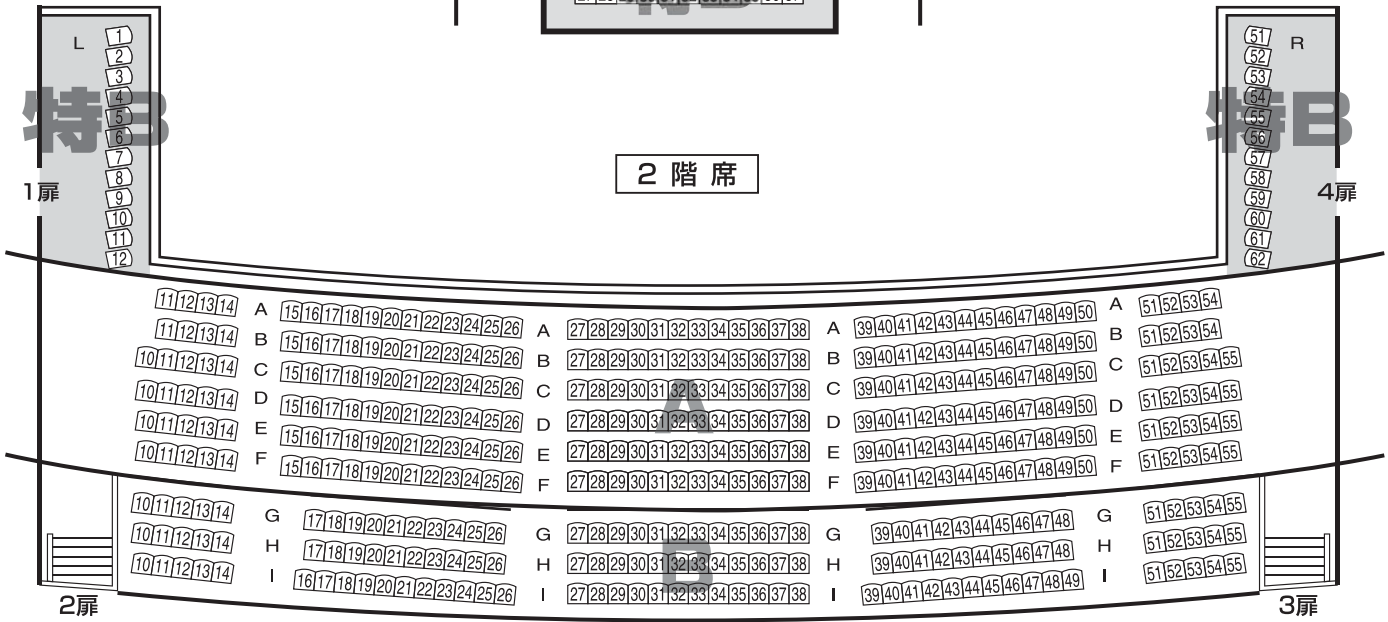 特B
L
1
2
3
4
5
6
7
8
9
10
11
12
特B
1扉
2階席
R
51
52
53
54
55
56
57
58
59
60
61
62
特B
4扉
11 12 13 14 A 15 16 17 18 19 20 21 22 23 24 25 26 A 27 28 29 30 31 32 33 34 35 36 37 38 A 39 40 41 42 43 44 45 46 47 48 49 50 A 51 52 53 54
11 12 13 14 B 15 16 17 18 19 20 21 22 23 24 25 26 B 27 28 29 30 31 32 33 34 35 36 37 38 B 39 40 41 42 43 44 45 46 47 48 49 50 B 51 52 53 54
10 11 12 13 14 C 15 16 17 18 19 20 21 22 23 24 25 26 C 27 28 29 30 31 32 33 34 35 36 37 38 C 39 40 41 42 43 44 45 46 47 48 49 50 C 51 52 53 54 55
A
10 11 12 13 14 D 15 16 17 18 19 20 21 22 23 24 25 26 D 27 28 29 30 31 32 33 34 35 36 37 38 D 39 40 41 42 43 44 45 46 47 48 49 50 D 51 52 53 54 55
10 11 12 13 14 E 15 16 17 18 19 20 21 22 23 24 25 26 E 27 28 29 30 31 32 33 34 35 36 37 38 E 39 40 41 42 43 44 45 46 47 48 49 50 E 51 52 53 54 55
10 11 12 13 14 F 15 16 17 18 19 20 21 22 23 24 25 26 F 27 28 29 30 31 32 33 34 35 36 37 38 F 39 40 41 42 43 44 45 46 47 48 49 50 F 51 52 53 54 55
10 11 12 13 14 G 17 18 19 20 21 22 23 24 25 26 G 27 28 29 30 31 32 33 34 35 36 37 38 G 39 40 41 42 43 44 45 46 47 48 G 51 52 53 54 55
10 11 12 13 14 H 17 18 19 20 21 22 23 24 25 26 H 27 28 29 30 31 32 33 34 35 36 37 38 H 39 40 41 42 43 44 45 46 47 48 H 51 52 53 54 55
B
10 11 12 13 14 I 16 17 18 19 20 21 22 23 24 25 26 I 27 28 29 30 31 32 33 34 35 36 37 38 I 39 40 41 42 43 44 45 46 47 48 49 I 51 52 53 54 55
2扉
3扉